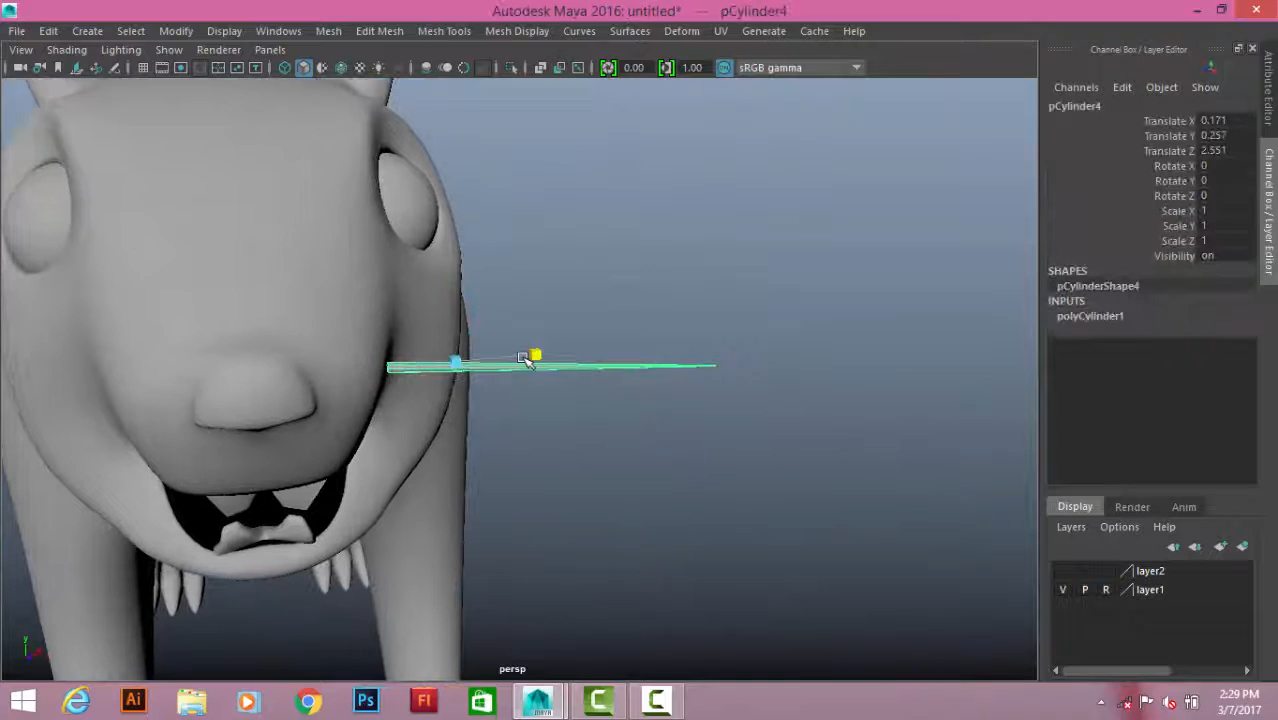 Autodesk Maya 2016: untitled* --- pCylinder4
File Edit Create Select Modify Display Windows Mesh Edit Mesh Mesh Tools Mesh Display Curves Surfaces Deform UV Generate Cache Help
View Shading Lighting Show Renderer Panels
0.00 1.00 sRGB gamma
Channel Box / Layer Editor
Channels Edit Object Show
pCylinder4
Translate X 0.171
Translate Y 0.257
Translate Z 2.551
Rotate X 0
Rotate Y 0
Rotate Z 0
Scale X 1
Scale Y 1
Scale Z 1
Visibility on
SHAPES
pCylinderShape4
INPUTS
polyCylinder1
Display Render Anim
Layers Options Help
layer2
V P R layer1
Attribute Editor
Channel Box / Layer Editor
y
persp
Ai Ps Fl MAYA C C
2:29 PM
3/7/2017